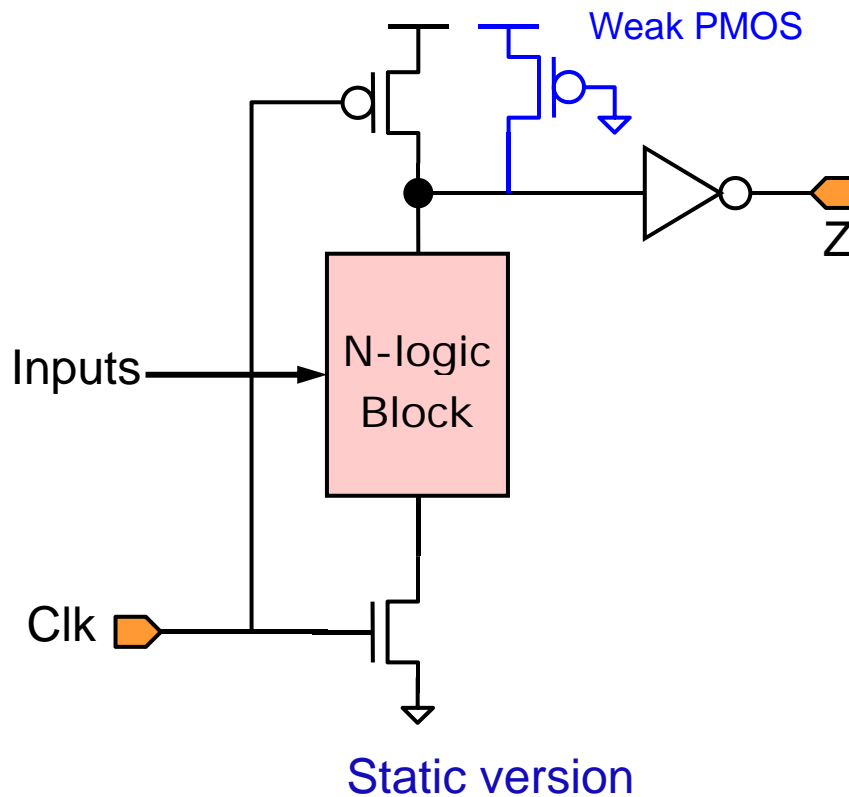 Weak PMOS
Z
N-logic
Block
Inputs
Clk
Static version